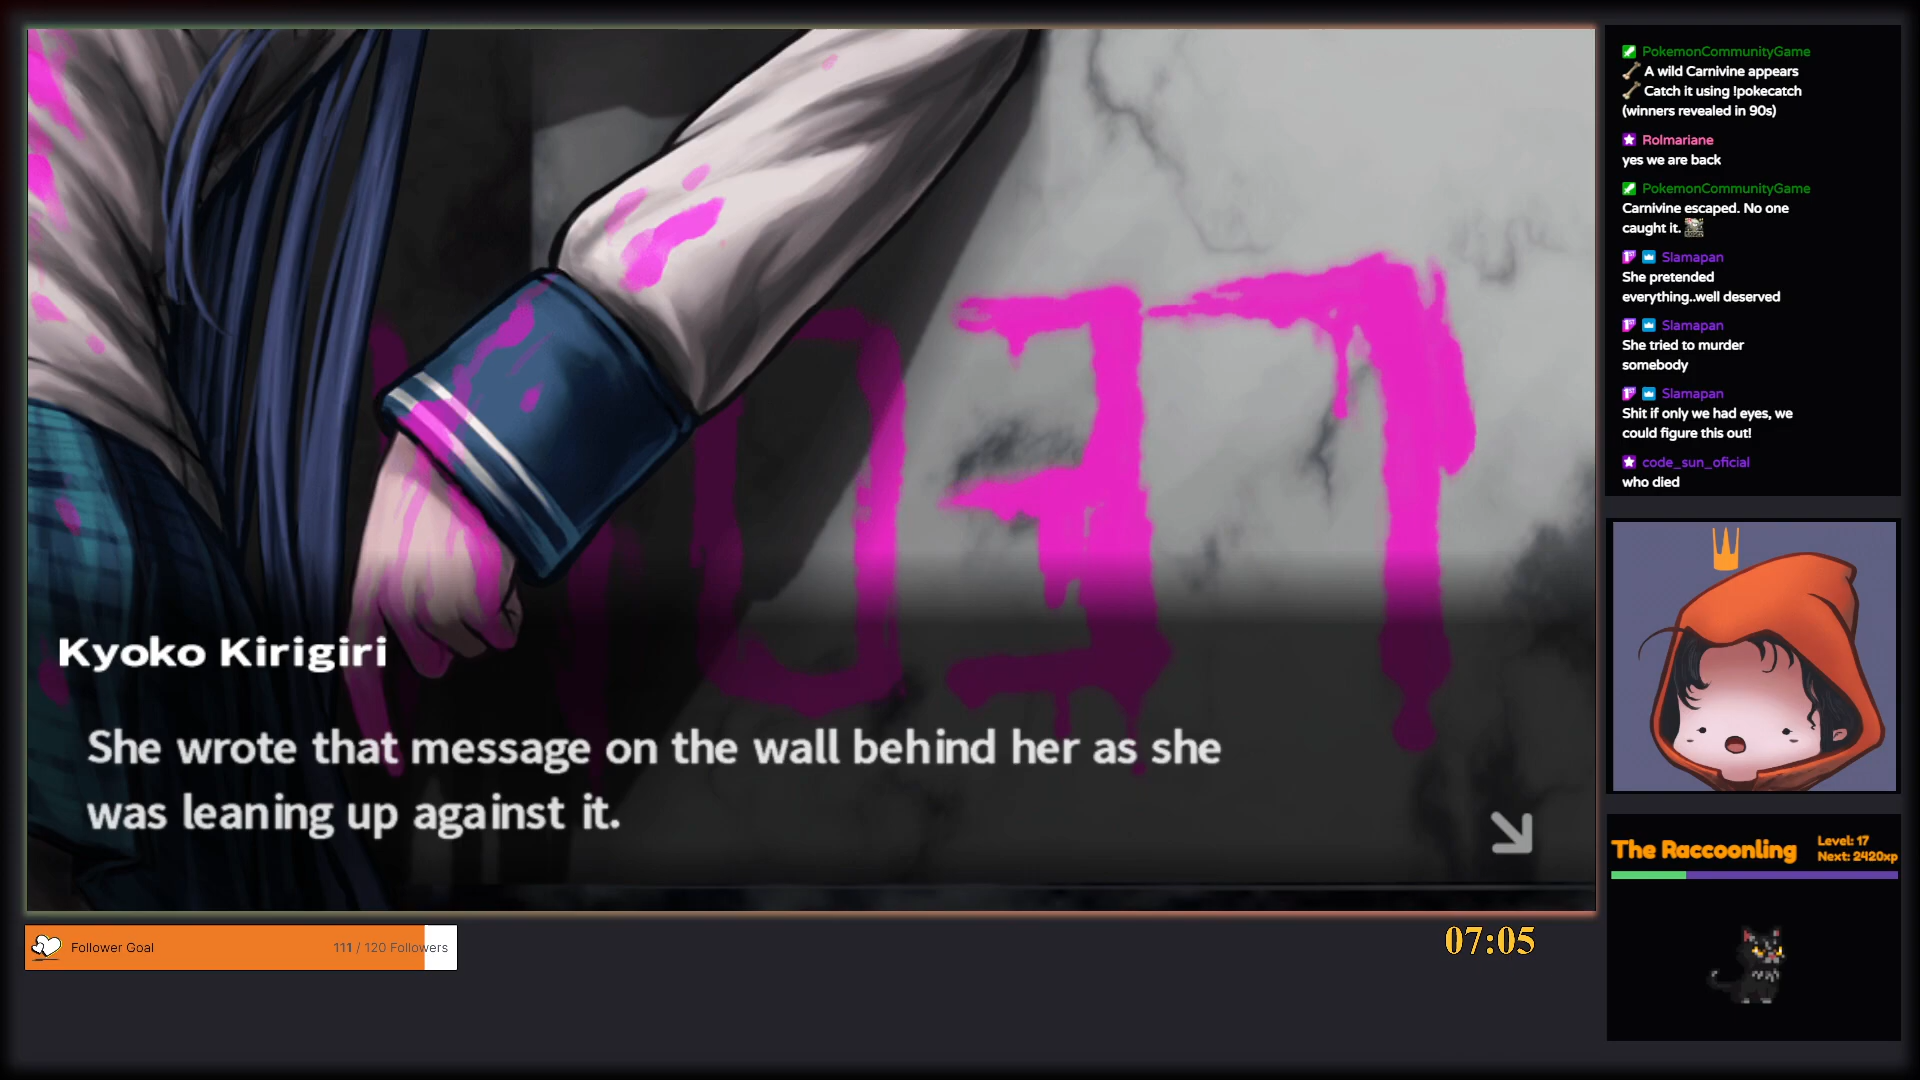 Kyoko Kirigiri
She wrote that message on the wall behind her as she
was leaning up against it.
PokemonCommunityGame
A wild Carnivine appears
Catch it using !pokecatch
(winners revealed in 90s)
Rolmariane
yes we are back
PokemonCommunityGame
Carnivine escaped. No one
caught it.
Slamapan
She pretended
everything..well deserved
Slamapan
She tried to murder
somebody
Slamapan
Shit if only we had eyes, we
could figure this out!
code_sun_oficial
who died
The Raccoonling
Level: 17
Next: 2420xp
Follower Goal
111 / 120 Followers
07:05